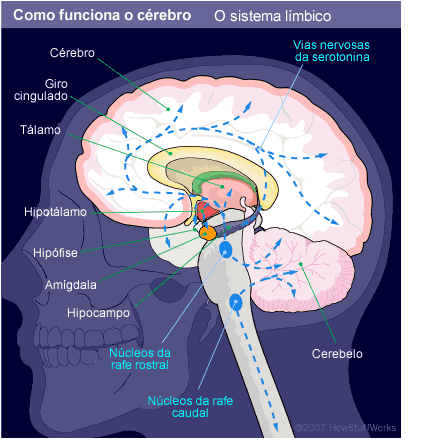 Como funciona o cérebro O sistema límbico
Vias nervosas
da serotonina
Cérebro
Giro
cingulado
Tálamo
Hipotálamo
Hipófise
Amígdala
Hipocampo
Núcleos da
rafe rostral
Núcleos da rafe
caudal
Cerebelo
©2007 HowStuffWorks